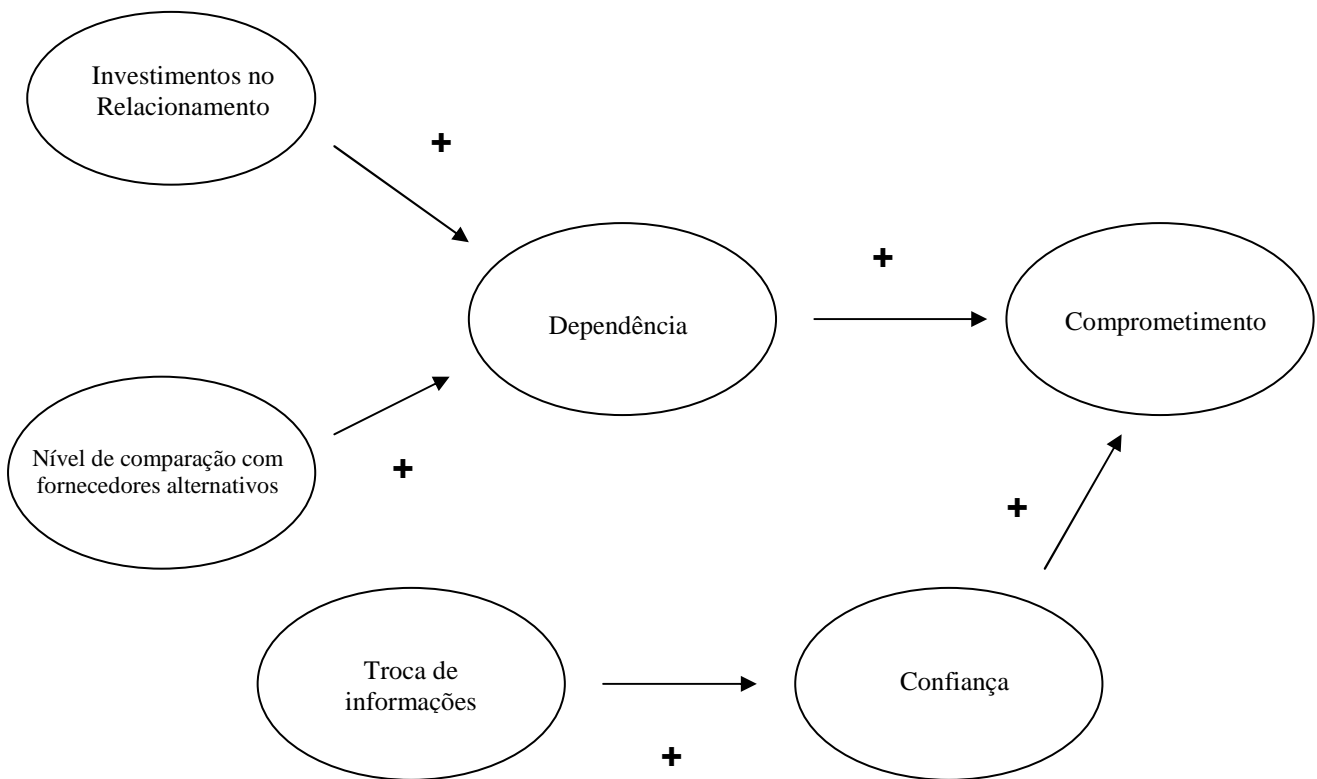 Investimentos no
Relacionamento
+
+
Dependência
Comprometimento
Nível de comparação com
fornecedores alternativos
+
+
Troca de
informações
Confiança
+